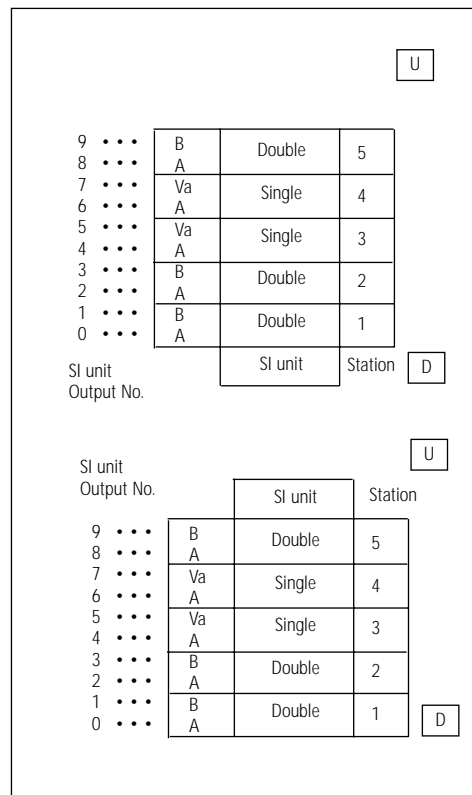 U
9 • • • B
Double 5
8 • • • A
7 • • • Va
Single 4
6 • • • A
5 • • • Va
Single 3
4 • • • A
3 • • • B
Double 2
2 • • • A
1 • • • B
Double 1
0 • • • A
SI unit Station D
SI unit
Output No.
U
SI unit
Output No.
SI unit Station
9 • • • B
Double 5
8 • • • A
7 • • • Va
Single 4
6 • • • A
5 • • • Va
Single 3
4 • • • A
3 • • • B
Double 2
2 • • • A
1 • • • B
Double 1 D
0 • • • A